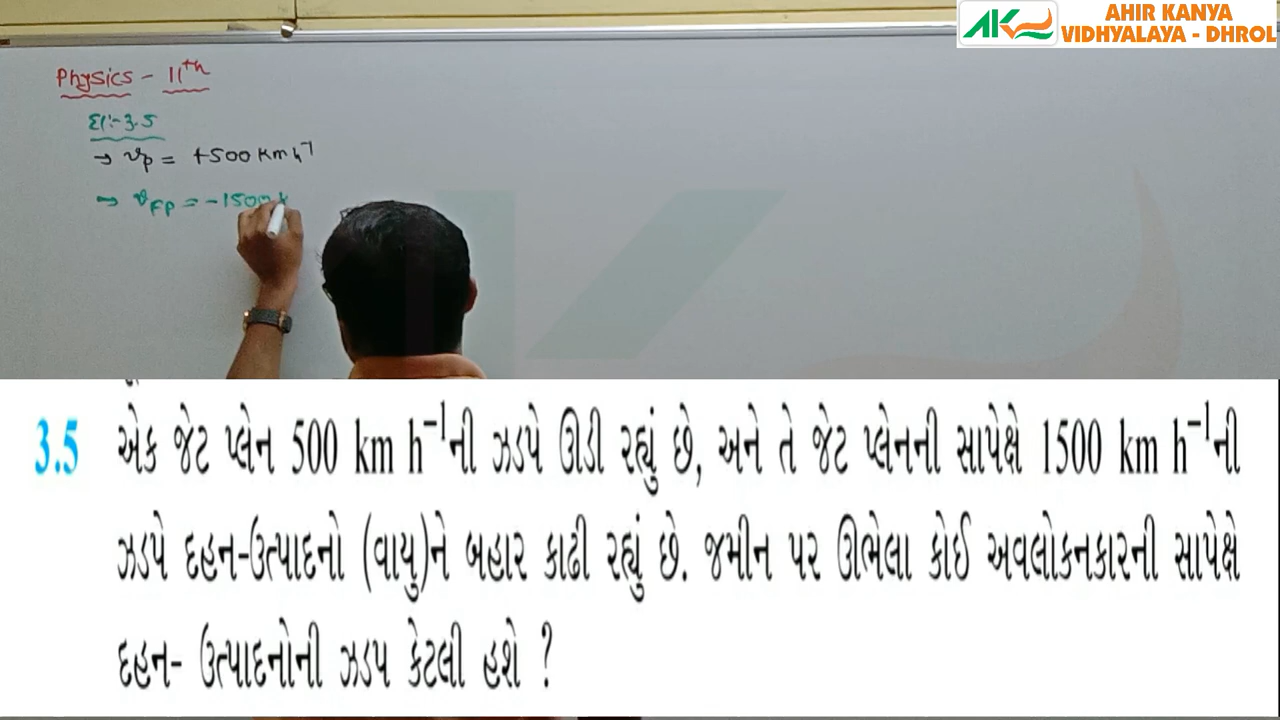 AHIR KANYA
VIDHYALAYA - DHROL
Physics - 11th
દા:-3.5
→ vp = +500 km h⁻¹
→ vFP = -1500 k
3.5 એક જેટ પ્લેન 500 km h⁻¹ની ઝડપે ઊડી રહ્યું છે, અને તે જેટ પ્લેનની સાપેક્ષે 1500 km h⁻¹ની
ઝડપે દહન-ઉત્પાદનો (વાયુ)ને બહાર કાઢી રહ્યું છે. જમીન પર ઊભેલા કોઈ અવલોકનકારની સાપેક્ષે
દહન- ઉત્પાદનોની ઝડપ કેટલી હશે ?